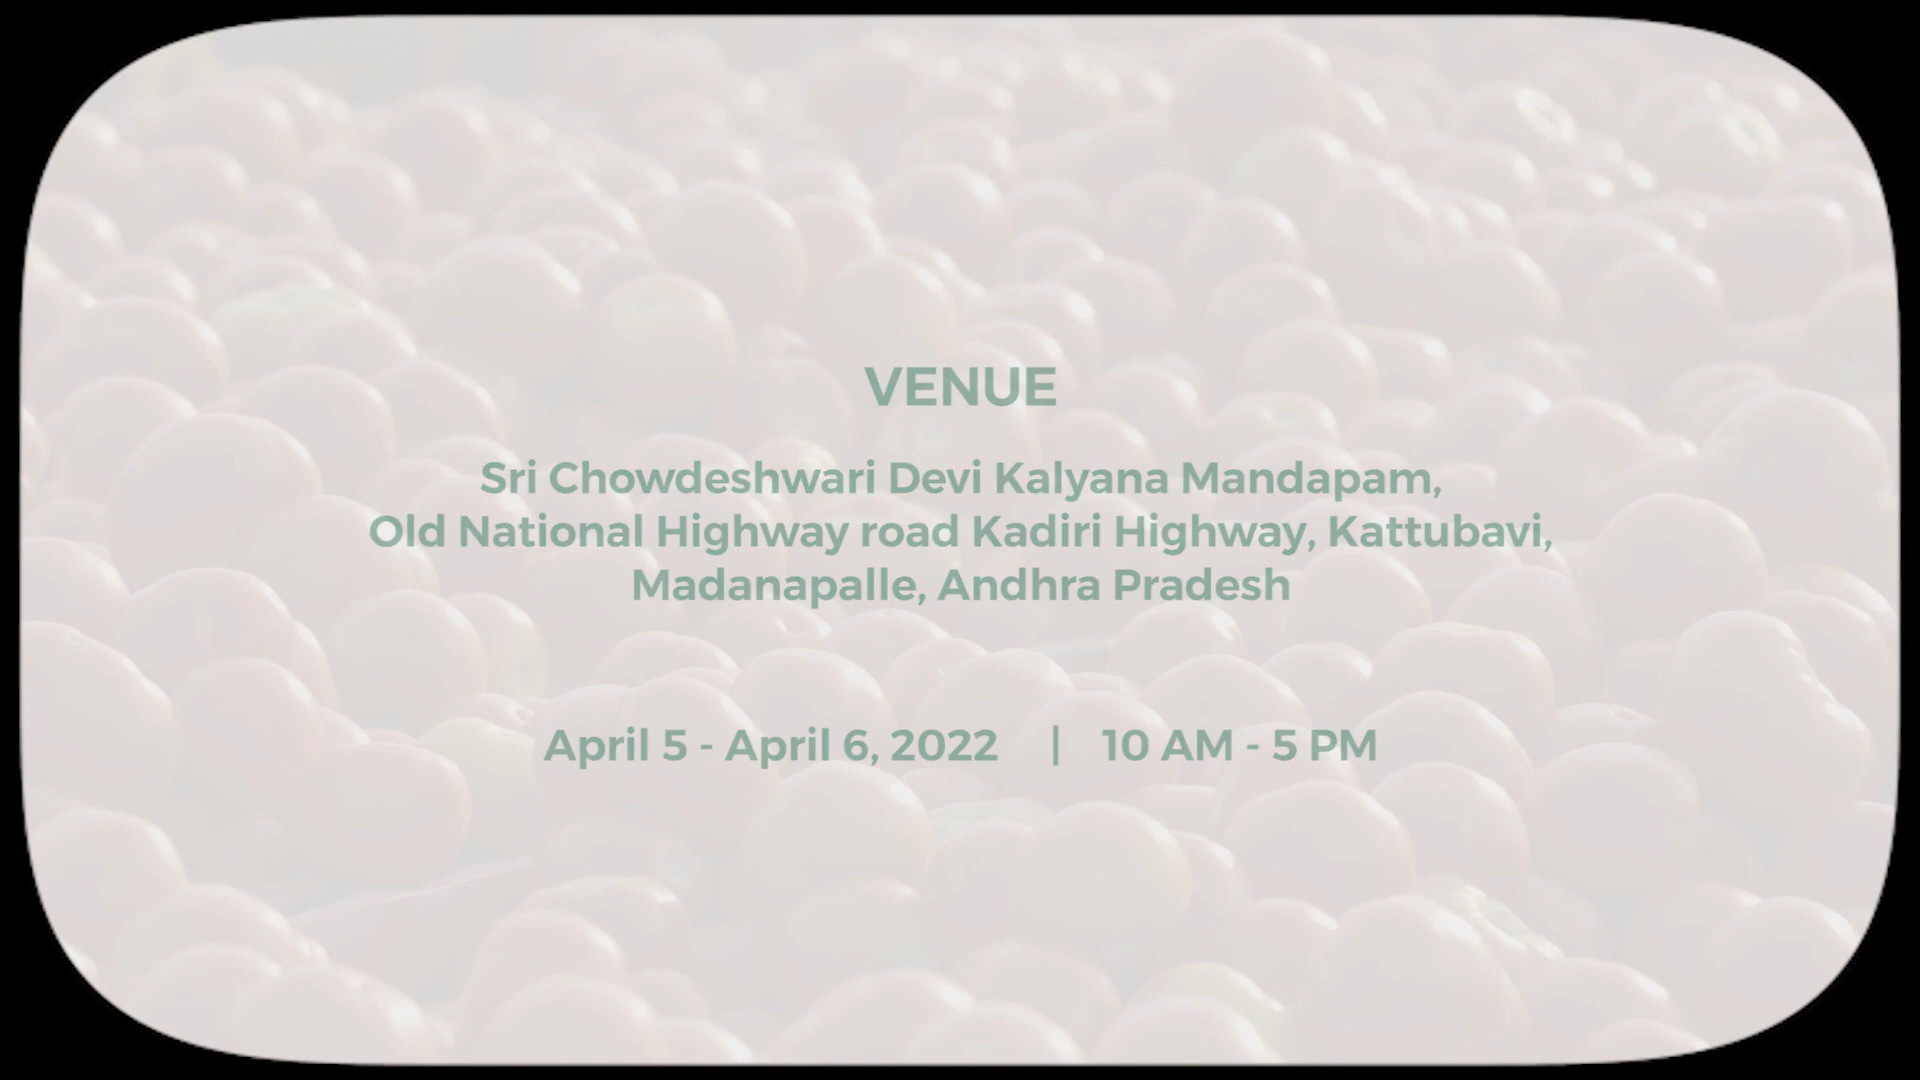 VENUE
Sri Chowdeshwari Devi Kalyana Mandapam,
Old National Highway road Kadiri Highway, Kattubavi,
Madanapalle, Andhra Pradesh
April 5 - April 6, 2022 | 10 AM - 5 PM